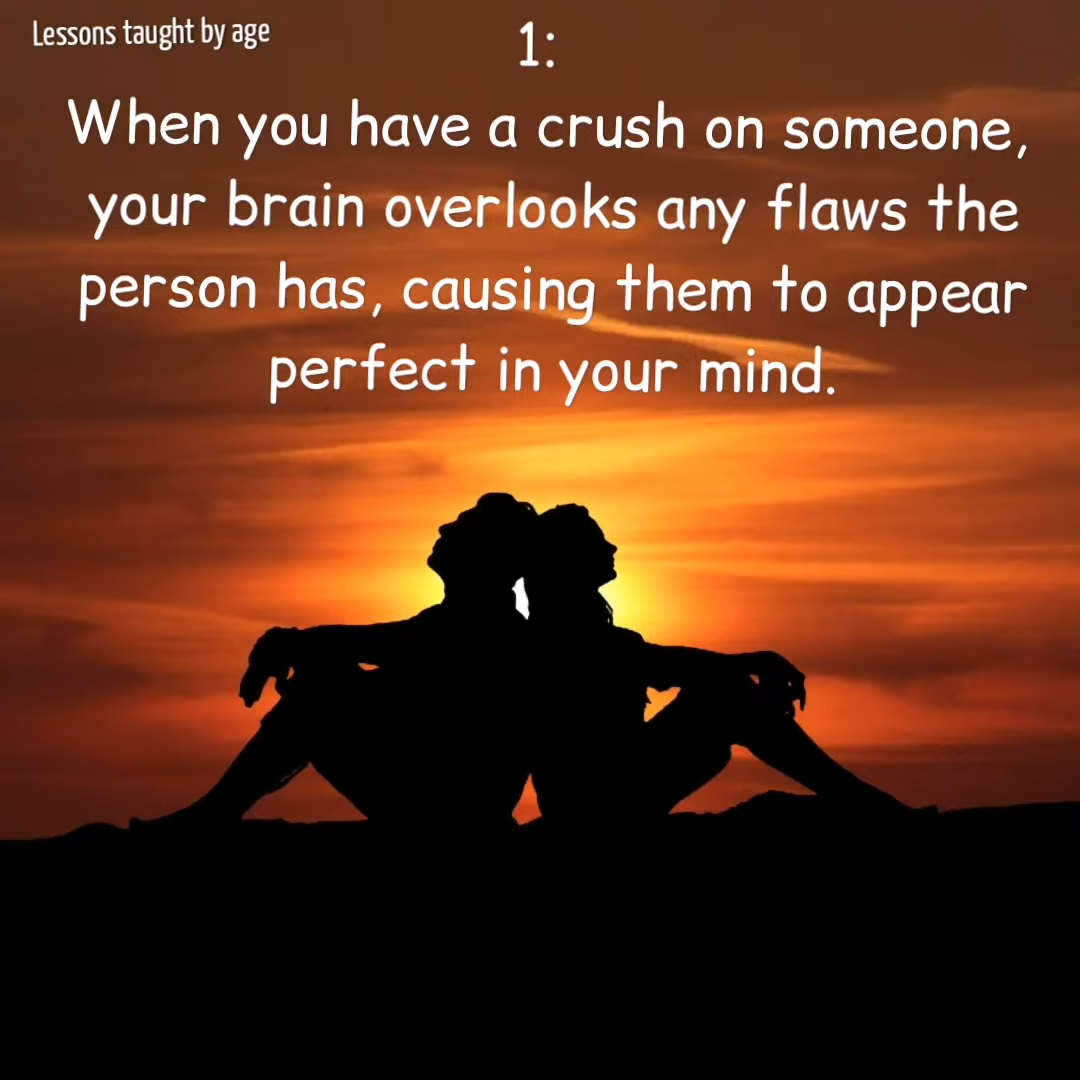 Lessons taught by age
1:
When you have a crush on someone,
your brain overlooks any flaws the
person has, causing them to appear
perfect in your mind.